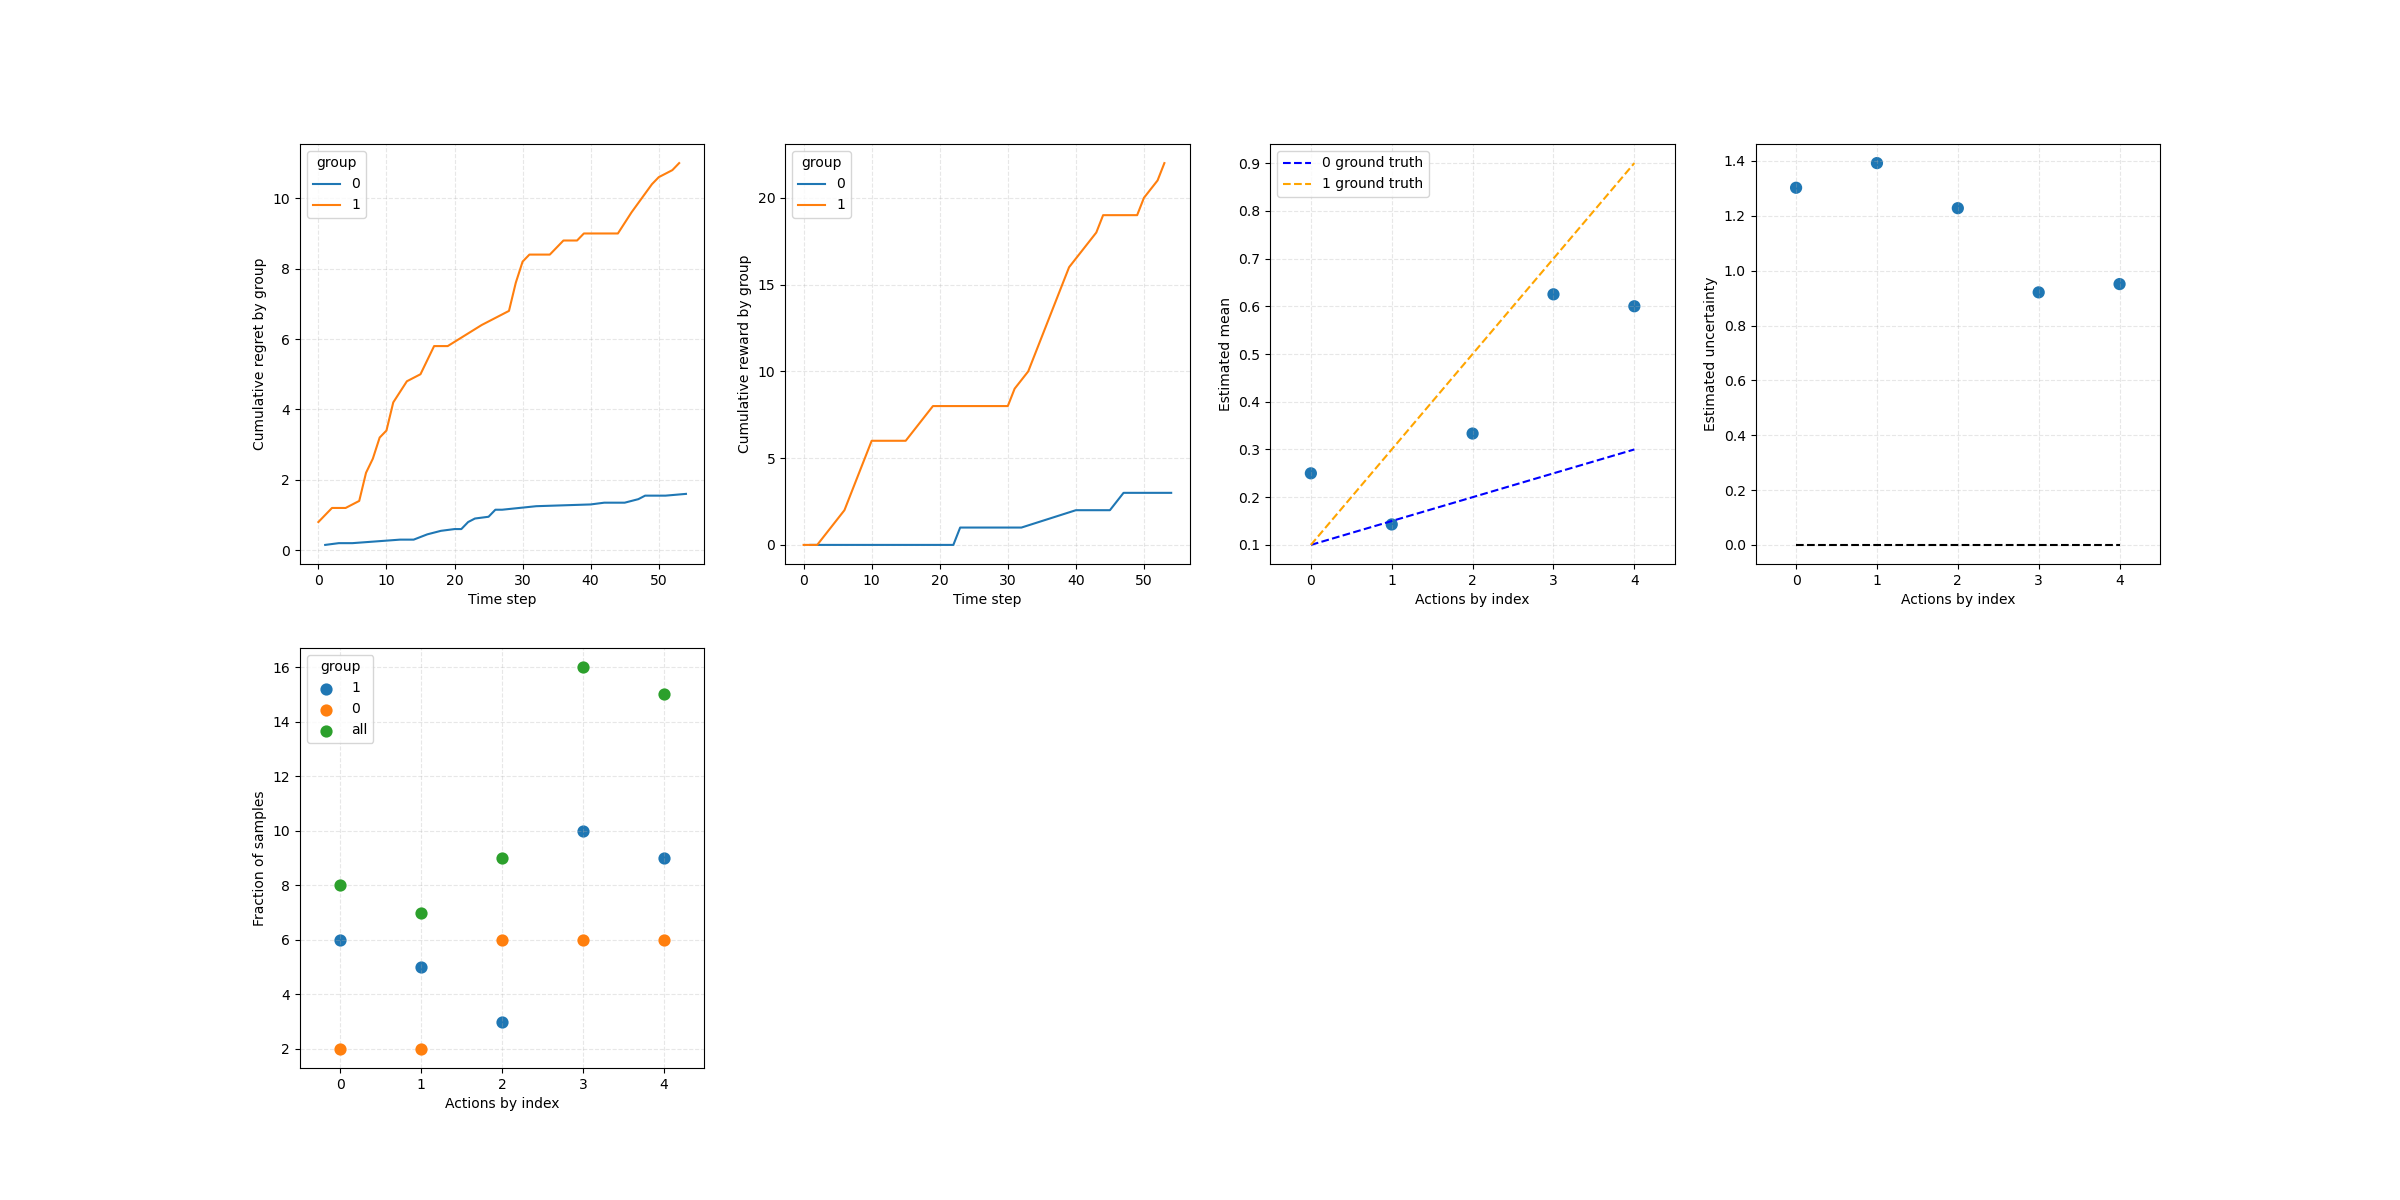 group
0
1
Cumulative regret by group
10
8
6
4
2
0
0 10 20 30 40 50
Time step
group
0
1
Cumulative reward by group
20
15
10
5
0
0 10 20 30 40 50
Time step
0 ground truth
1 ground truth
Estimated mean
0.9
0.8
0.7
0.6
0.5
0.4
0.3
0.2
0.1
0 1 2 3 4
Actions by index
Estimated uncertainty
1.4
1.2
1.0
0.8
0.6
0.4
0.2
0.0
0 1 2 3 4
Actions by index
group
1
0
all
Fraction of samples
16
14
12
10
8
6
4
2
0 1 2 3 4
Actions by index